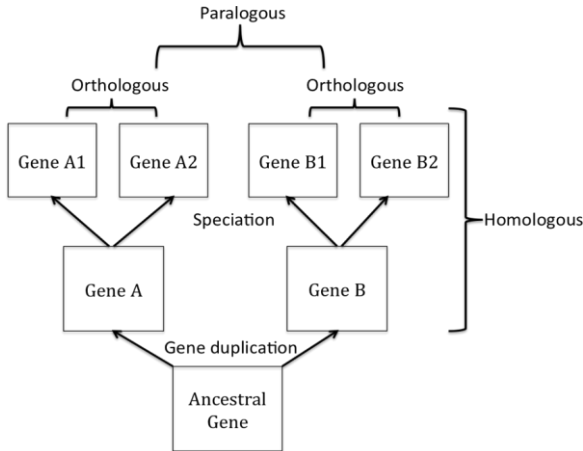 Paralogous
Orthologous
Orthologous
Gene A1
Gene A2
Gene B1
Gene B2
Speciation
Homologous
Gene A
Gene B
Gene duplication
Ancestral
Gene